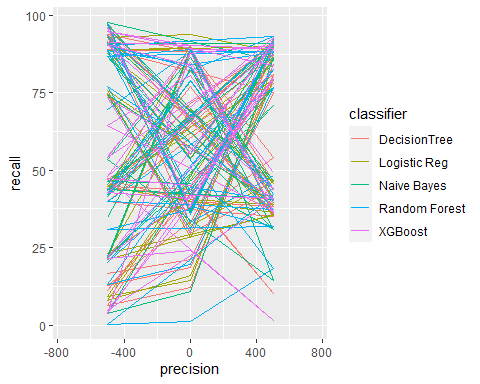 100
75
50
25
0
recall
-800
-400
0
400
800
precision
classifier
DecisionTree
Logistic Reg
Naive Bayes
Random Forest
XGBoost